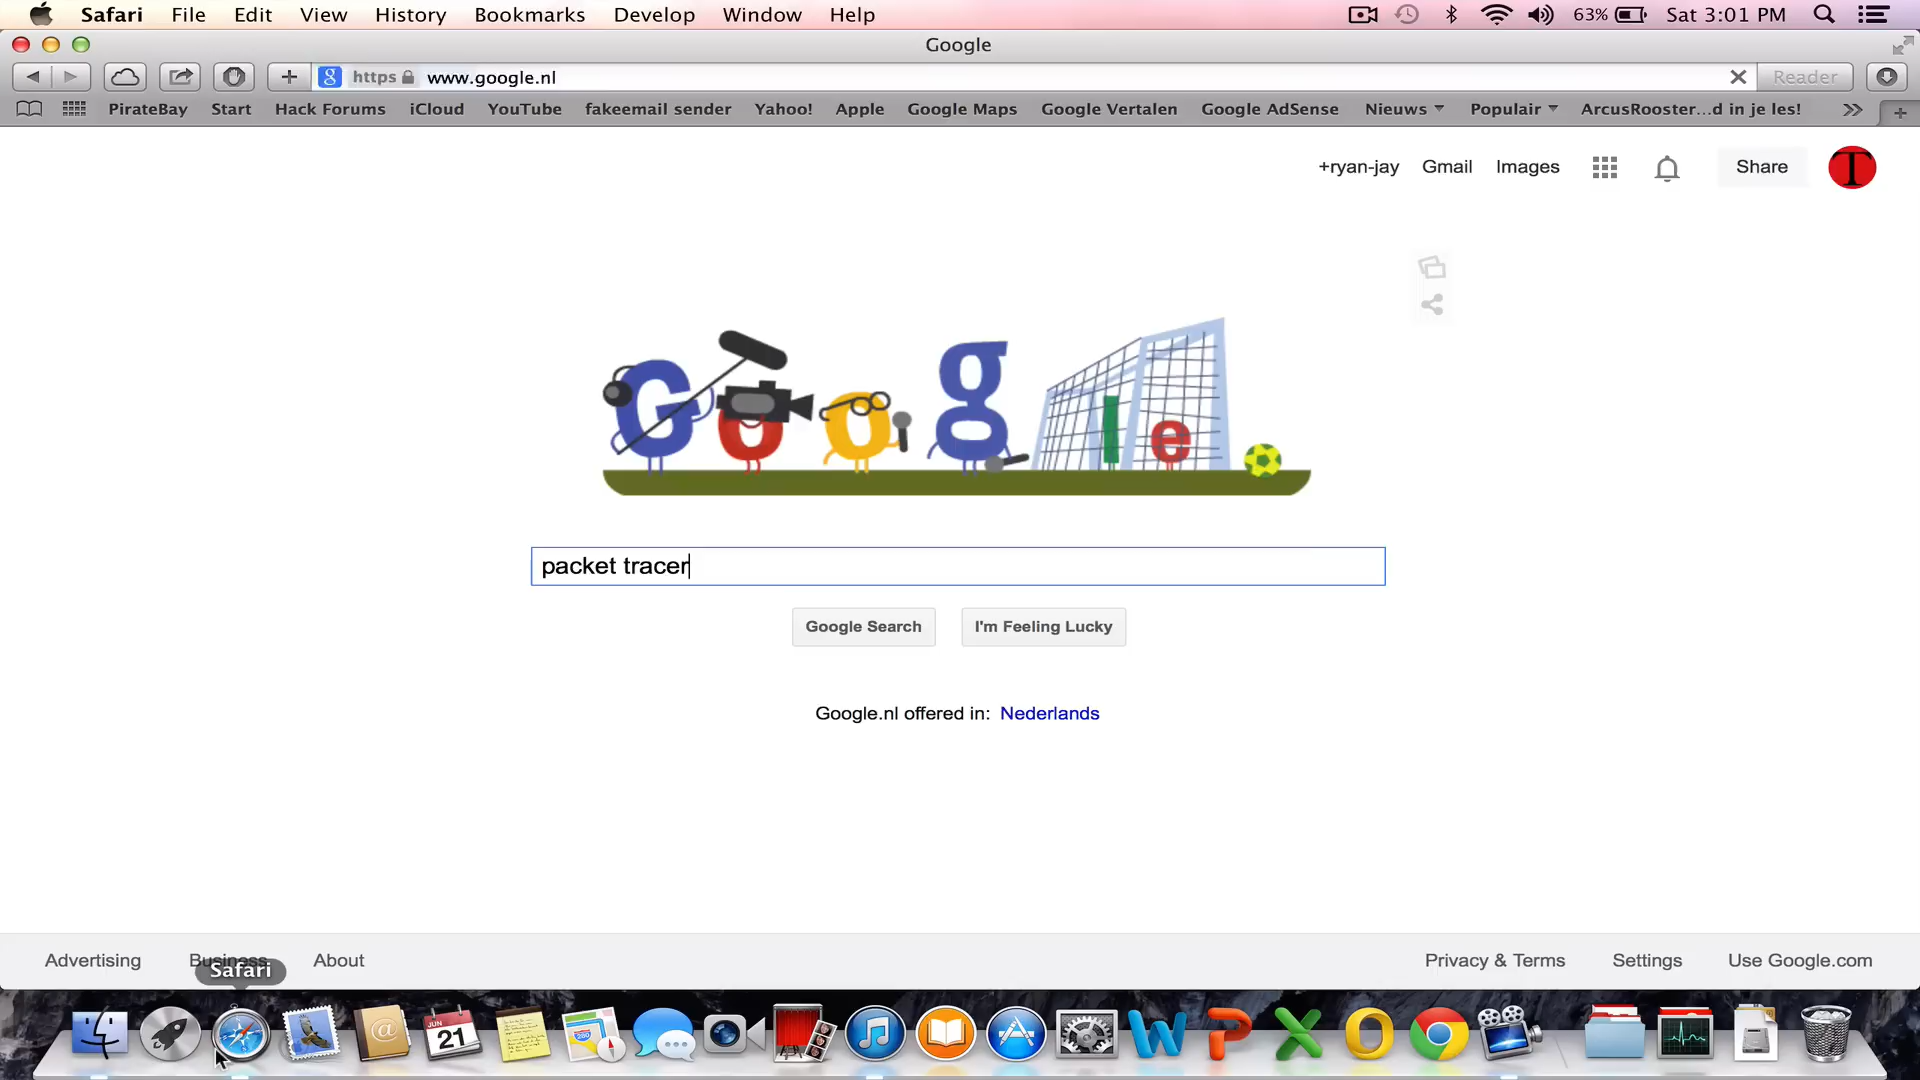 Safari File Edit View History Bookmarks Develop Window Help 63% Sat 3:01 PM
Google
https www.google.nl Reader
PirateBay Start Hack Forums iCloud YouTube fakeemail sender Yahoo! Apple Google Maps Google Vertalen Google AdSense Nieuws Populair ArcusRooster...d in je les!
+ryan-jay Gmail Images Share T
Google
packet tracer
Google Search I'm Feeling Lucky
Google.nl offered in: Nederlands
Advertising Business About Privacy & Terms Settings Use Google.com
Safari
JUN
21